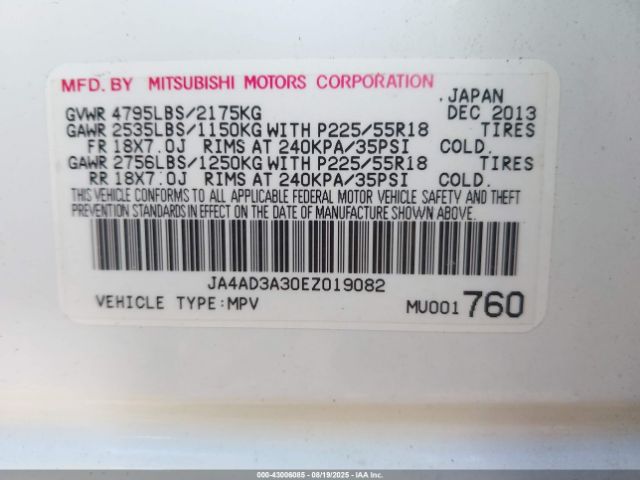 MFD. BY MITSUBISHI MOTORS CORPORATION
. JAPAN
GVWR 4795LBS/2175KG DEC 2013
GAWR 2535LBS/1150KG WITH P225/55R18 TIRES
FR 18X7.0J RIMS AT 240KPA/35PSI COLD.
GAWR 2756LBS/1250KG WITH P225/55R18 TIRES
RR 18X7.0J RIMS AT 240KPA/35PSI COLD.
THIS VEHICLE CONFORMS TO ALL APPLICABLE FEDERAL MOTOR VEHICLE SAFETY AND THEFT
PREVENTION STANDARDS IN EFFECT ON THE DATE OF MANUFACTURE SHOWN ABOVE.
JA4AD3A30EZ019082
VEHICLE TYPE:MPV MU001 760
000-43006085 - 08/19/2025 - IAA Inc.